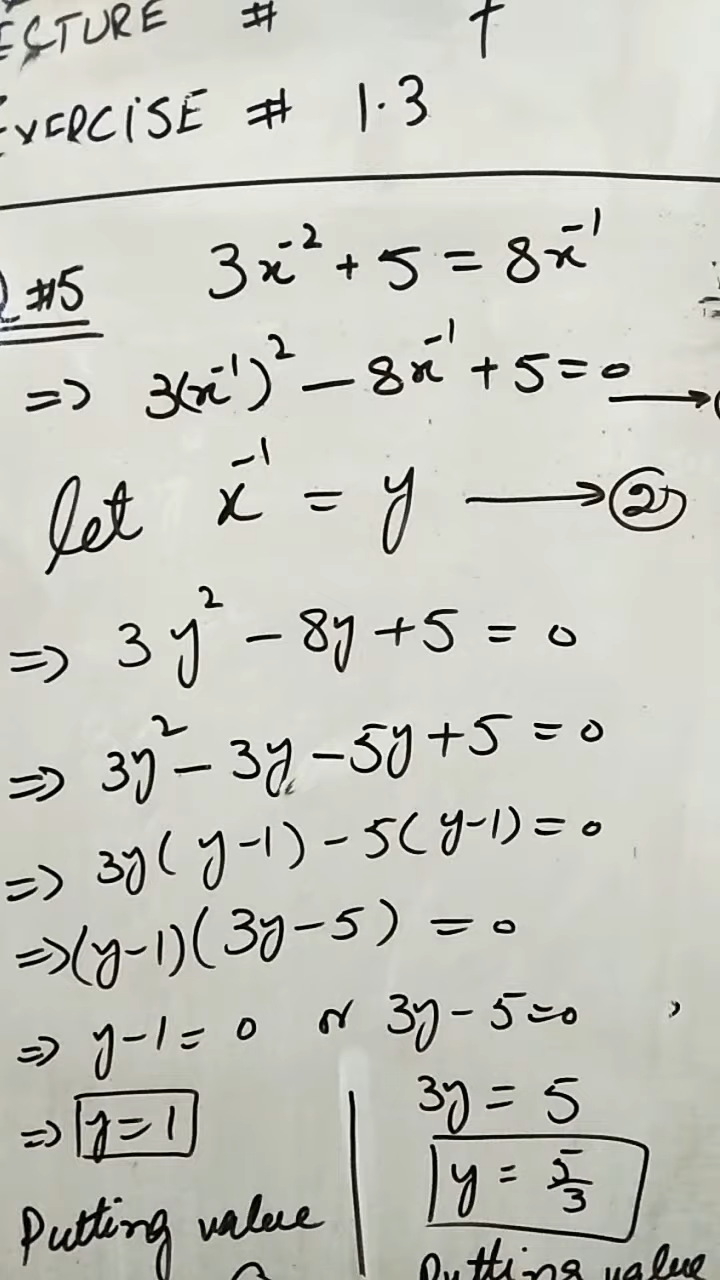 ECTURE #
EXERCISE # 1.3
Q #5 3x⁻² + 5 = 8x⁻¹
=> 3(x⁻¹)² – 8x⁻¹ + 5 = 0 →
let x⁻¹ = y → ②
=> 3y² – 8y + 5 = 0
=> 3y² – 3y – 5y + 5 = 0
=> 3y(y–1) – 5(y–1) = 0
=> (y–1)(3y–5) = 0
=> y–1 = 0 or 3y – 5 = 0 ,
3y = 5
=> y = 1
y = 5/3
Putting value
Putting value